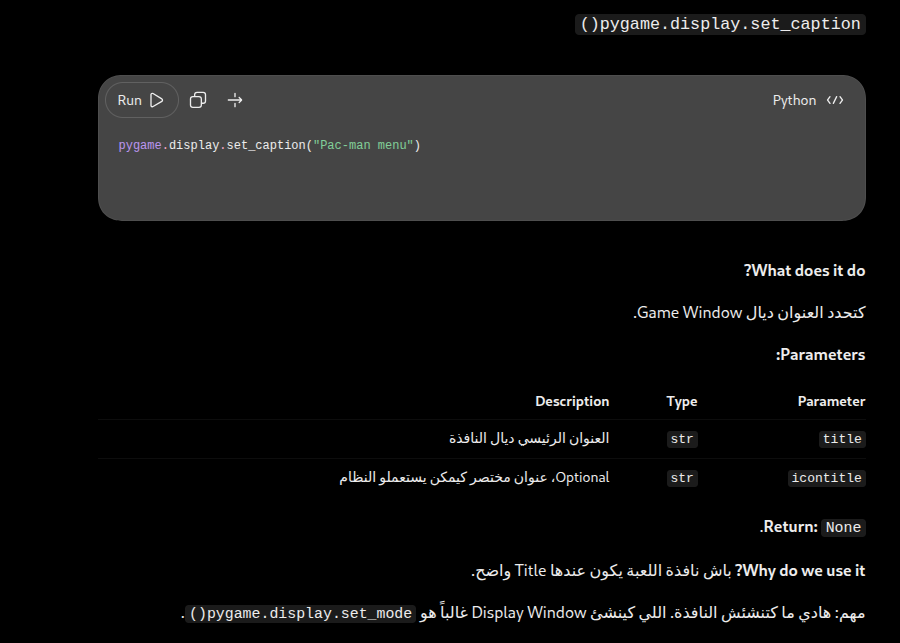 pygame.display.set_caption()
Run
Python
pygame.display.set_caption("Pac-man menu")
What does it do?
كتحدد العنوان ديال Game Window.
Parameters:
Parameter Type Description
title str العنوان الرئيسي ديال النافذة
icontitle str Optional، عنوان مختصر كيمكن يستعملو النظام
Return: None.
Why do we use it? باش نافذة اللعبة يكون عندها Title واضح.
مهم: هادي ما كتنشئش النافذة. اللي كينشئ Display Window غالباً هو pygame.display.set_mode().